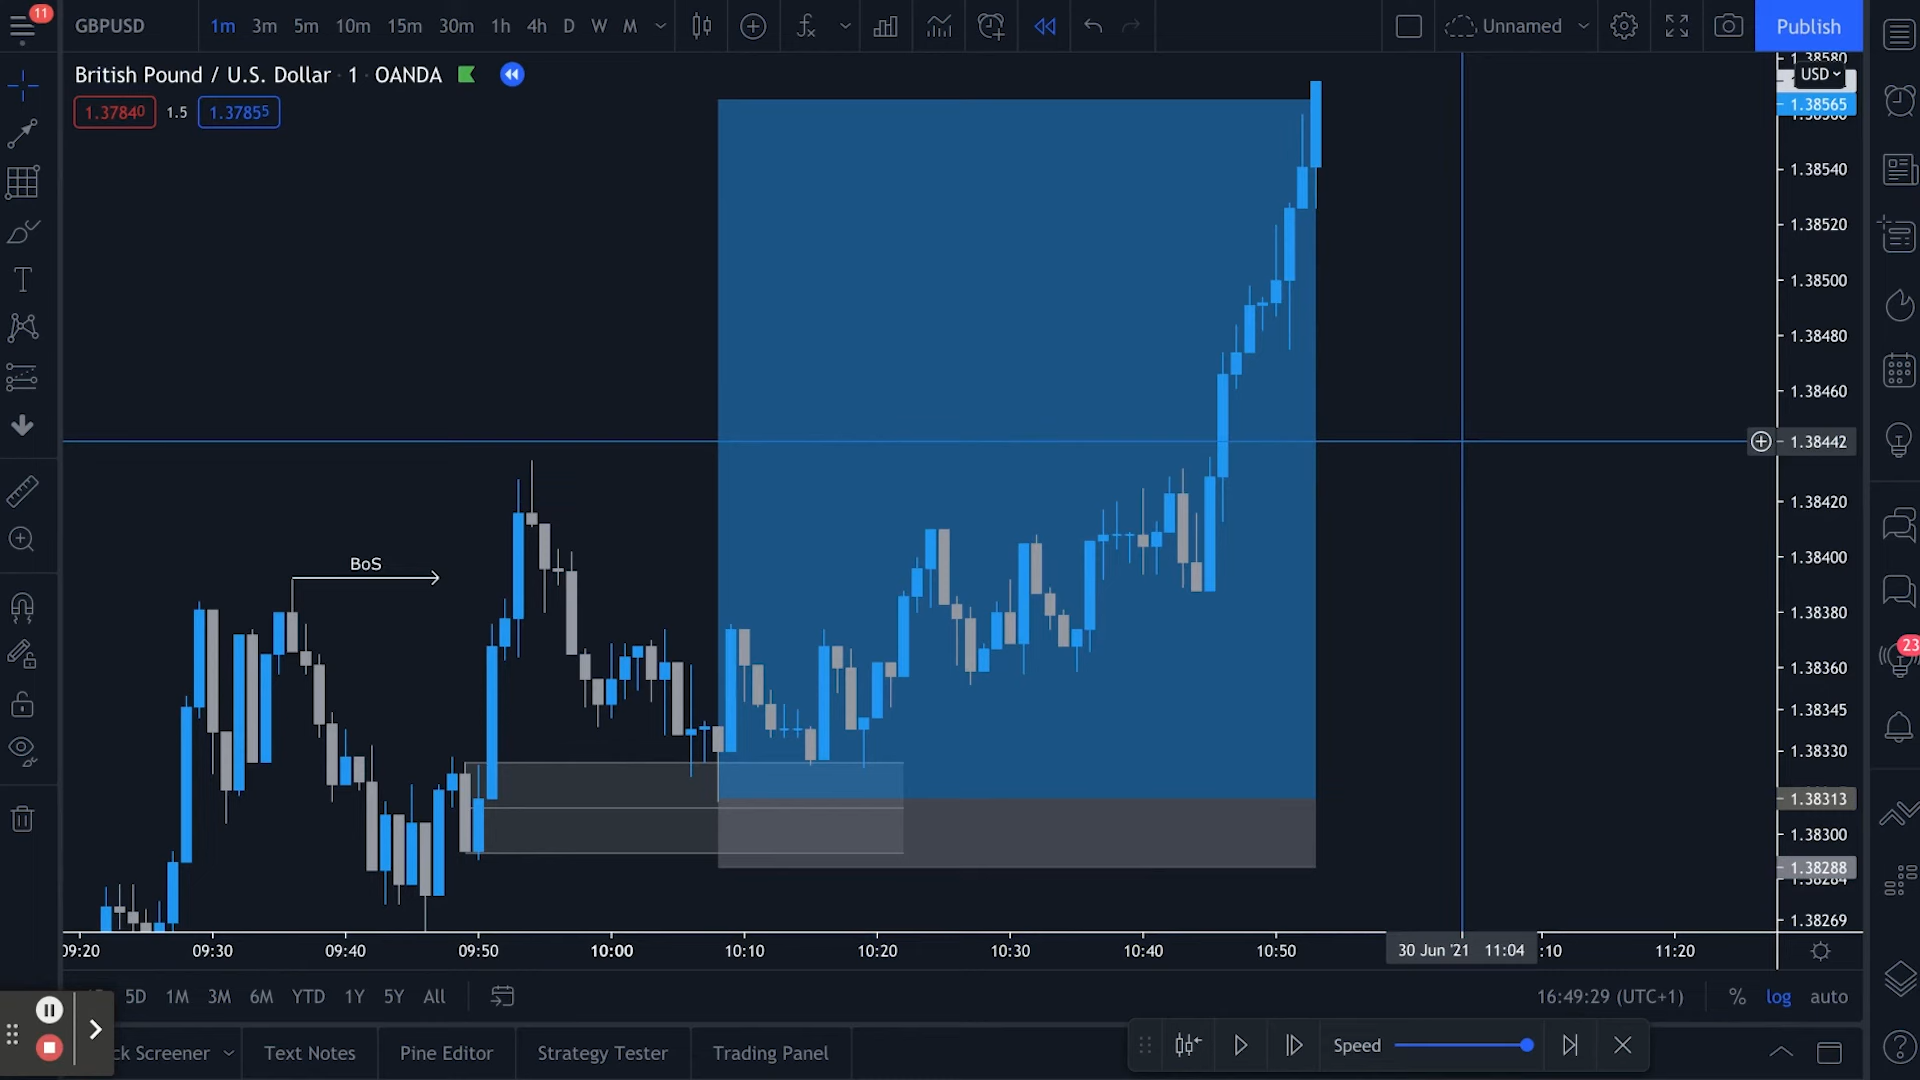 11
GBPUSD
1m 3m 5m 10m 15m 30m 1h 4h D W M
Unnamed
Publish
British Pound / U.S. Dollar · 1 · OANDA
1.37840 1.5 1.37855
USD
1.38565
1.38540
1.38520
1.38500
1.38480
1.38460
1.38442
1.38420
1.38400
1.38380
1.38360
1.38345
1.38330
1.38313
1.38300
1.38288
1.38284
1.38269
BoS
23
09:20 09:30 09:40 09:50 10:00 10:10 10:20 10:30 10:40 10:50 30 Jun '21 11:04 :10 11:20
5D 1M 3M 6M YTD 1Y 5Y All
16:49:29 (UTC+1) % log auto
ck Screener Text Notes Pine Editor Strategy Tester Trading Panel
Speed